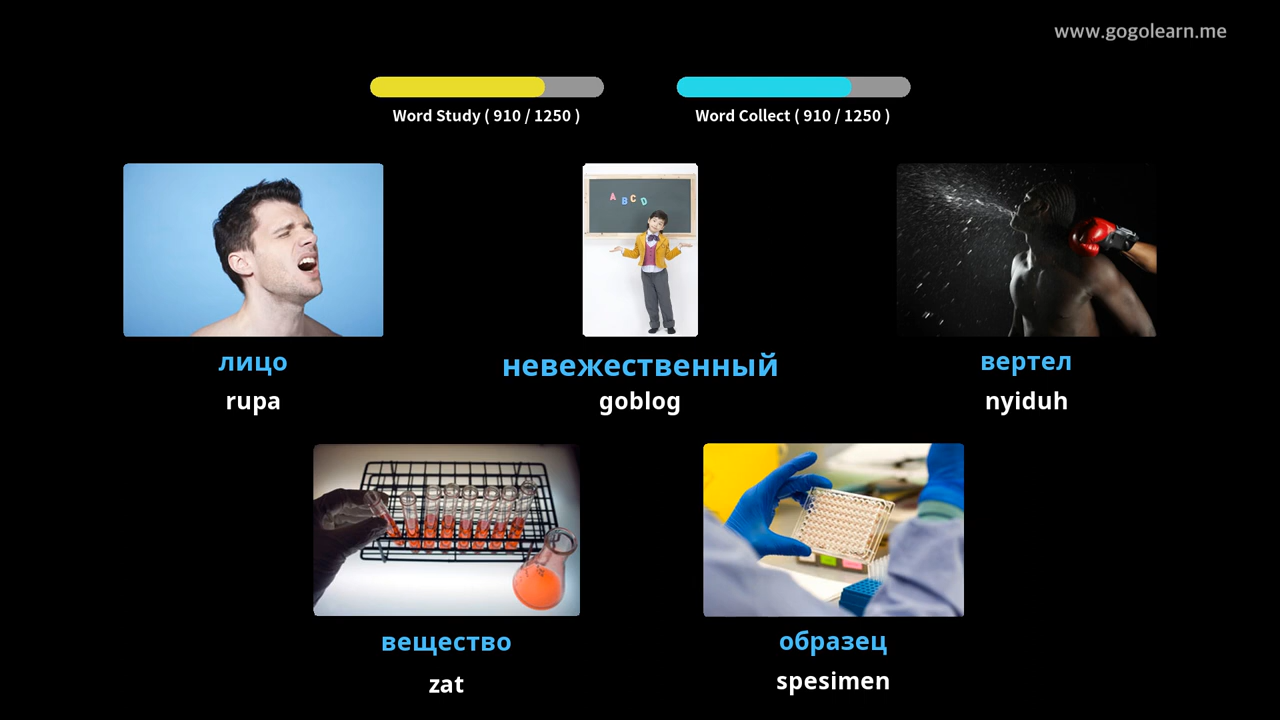 www.gogolearn.me
Word Study ( 910 / 1250 )
Word Collect ( 910 / 1250 )
A B C D
лицо
rupa
невежественный
goblog
вертел
nyiduh
вещество
zat
образец
spesimen